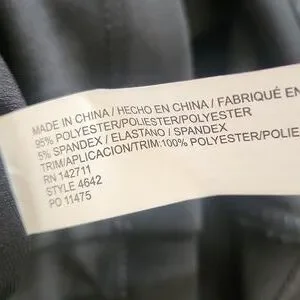 MADE IN CHINA / HECHO EN CHINA / FABRIQUÉ EN
95% POLYESTER/POLIESTER/POLYESTER
5% SPANDEX / ELASTANO / SPANDEX
TRIM/APLICACION/TRIM:100% POLYESTER/POLIE
RN 142711
STYLE 4642
PO 11475